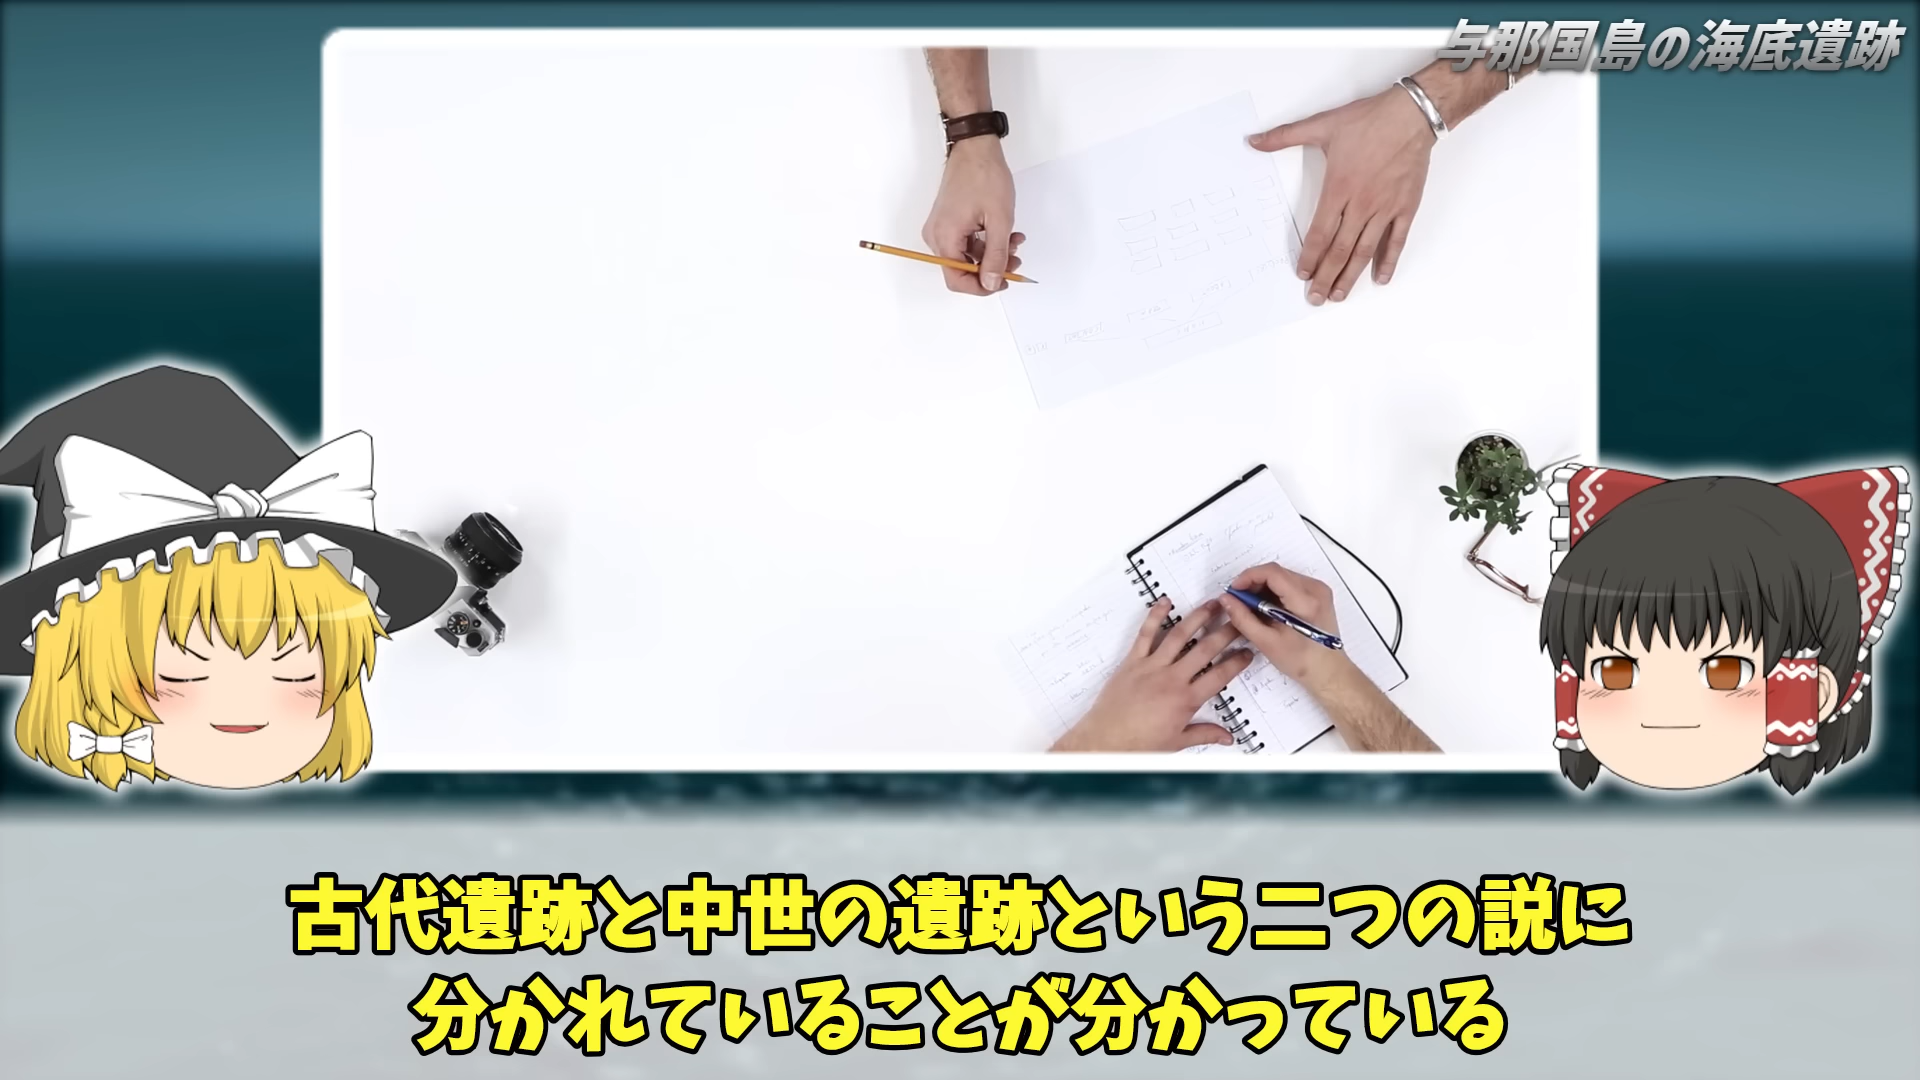 与那国島の海底遺跡
古代遺跡と中世の遺跡という二つの説に
分かれていることが分かっている